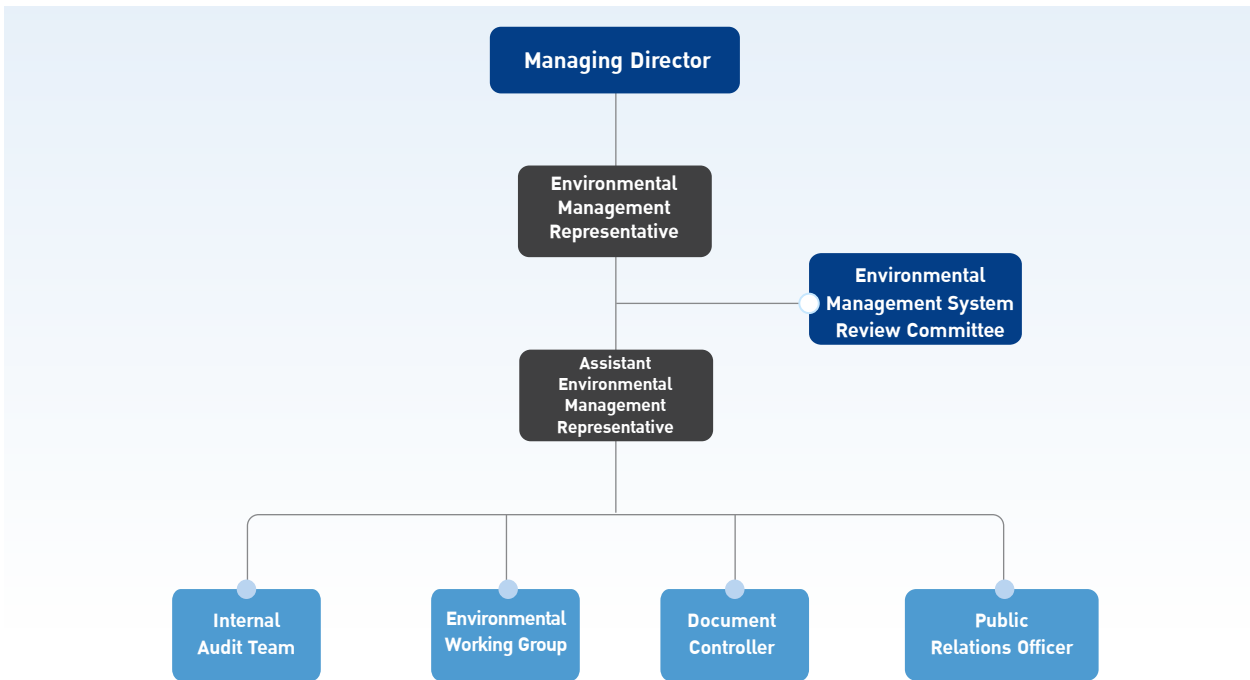 Managing Director
Environmental
Management
Representative
Environmental
Management System
Review Committee
Assistant
Environmental
Management
Representative
Internal
Audit Team
Environmental
Working Group
Document
Controller
Public
Relations Officer